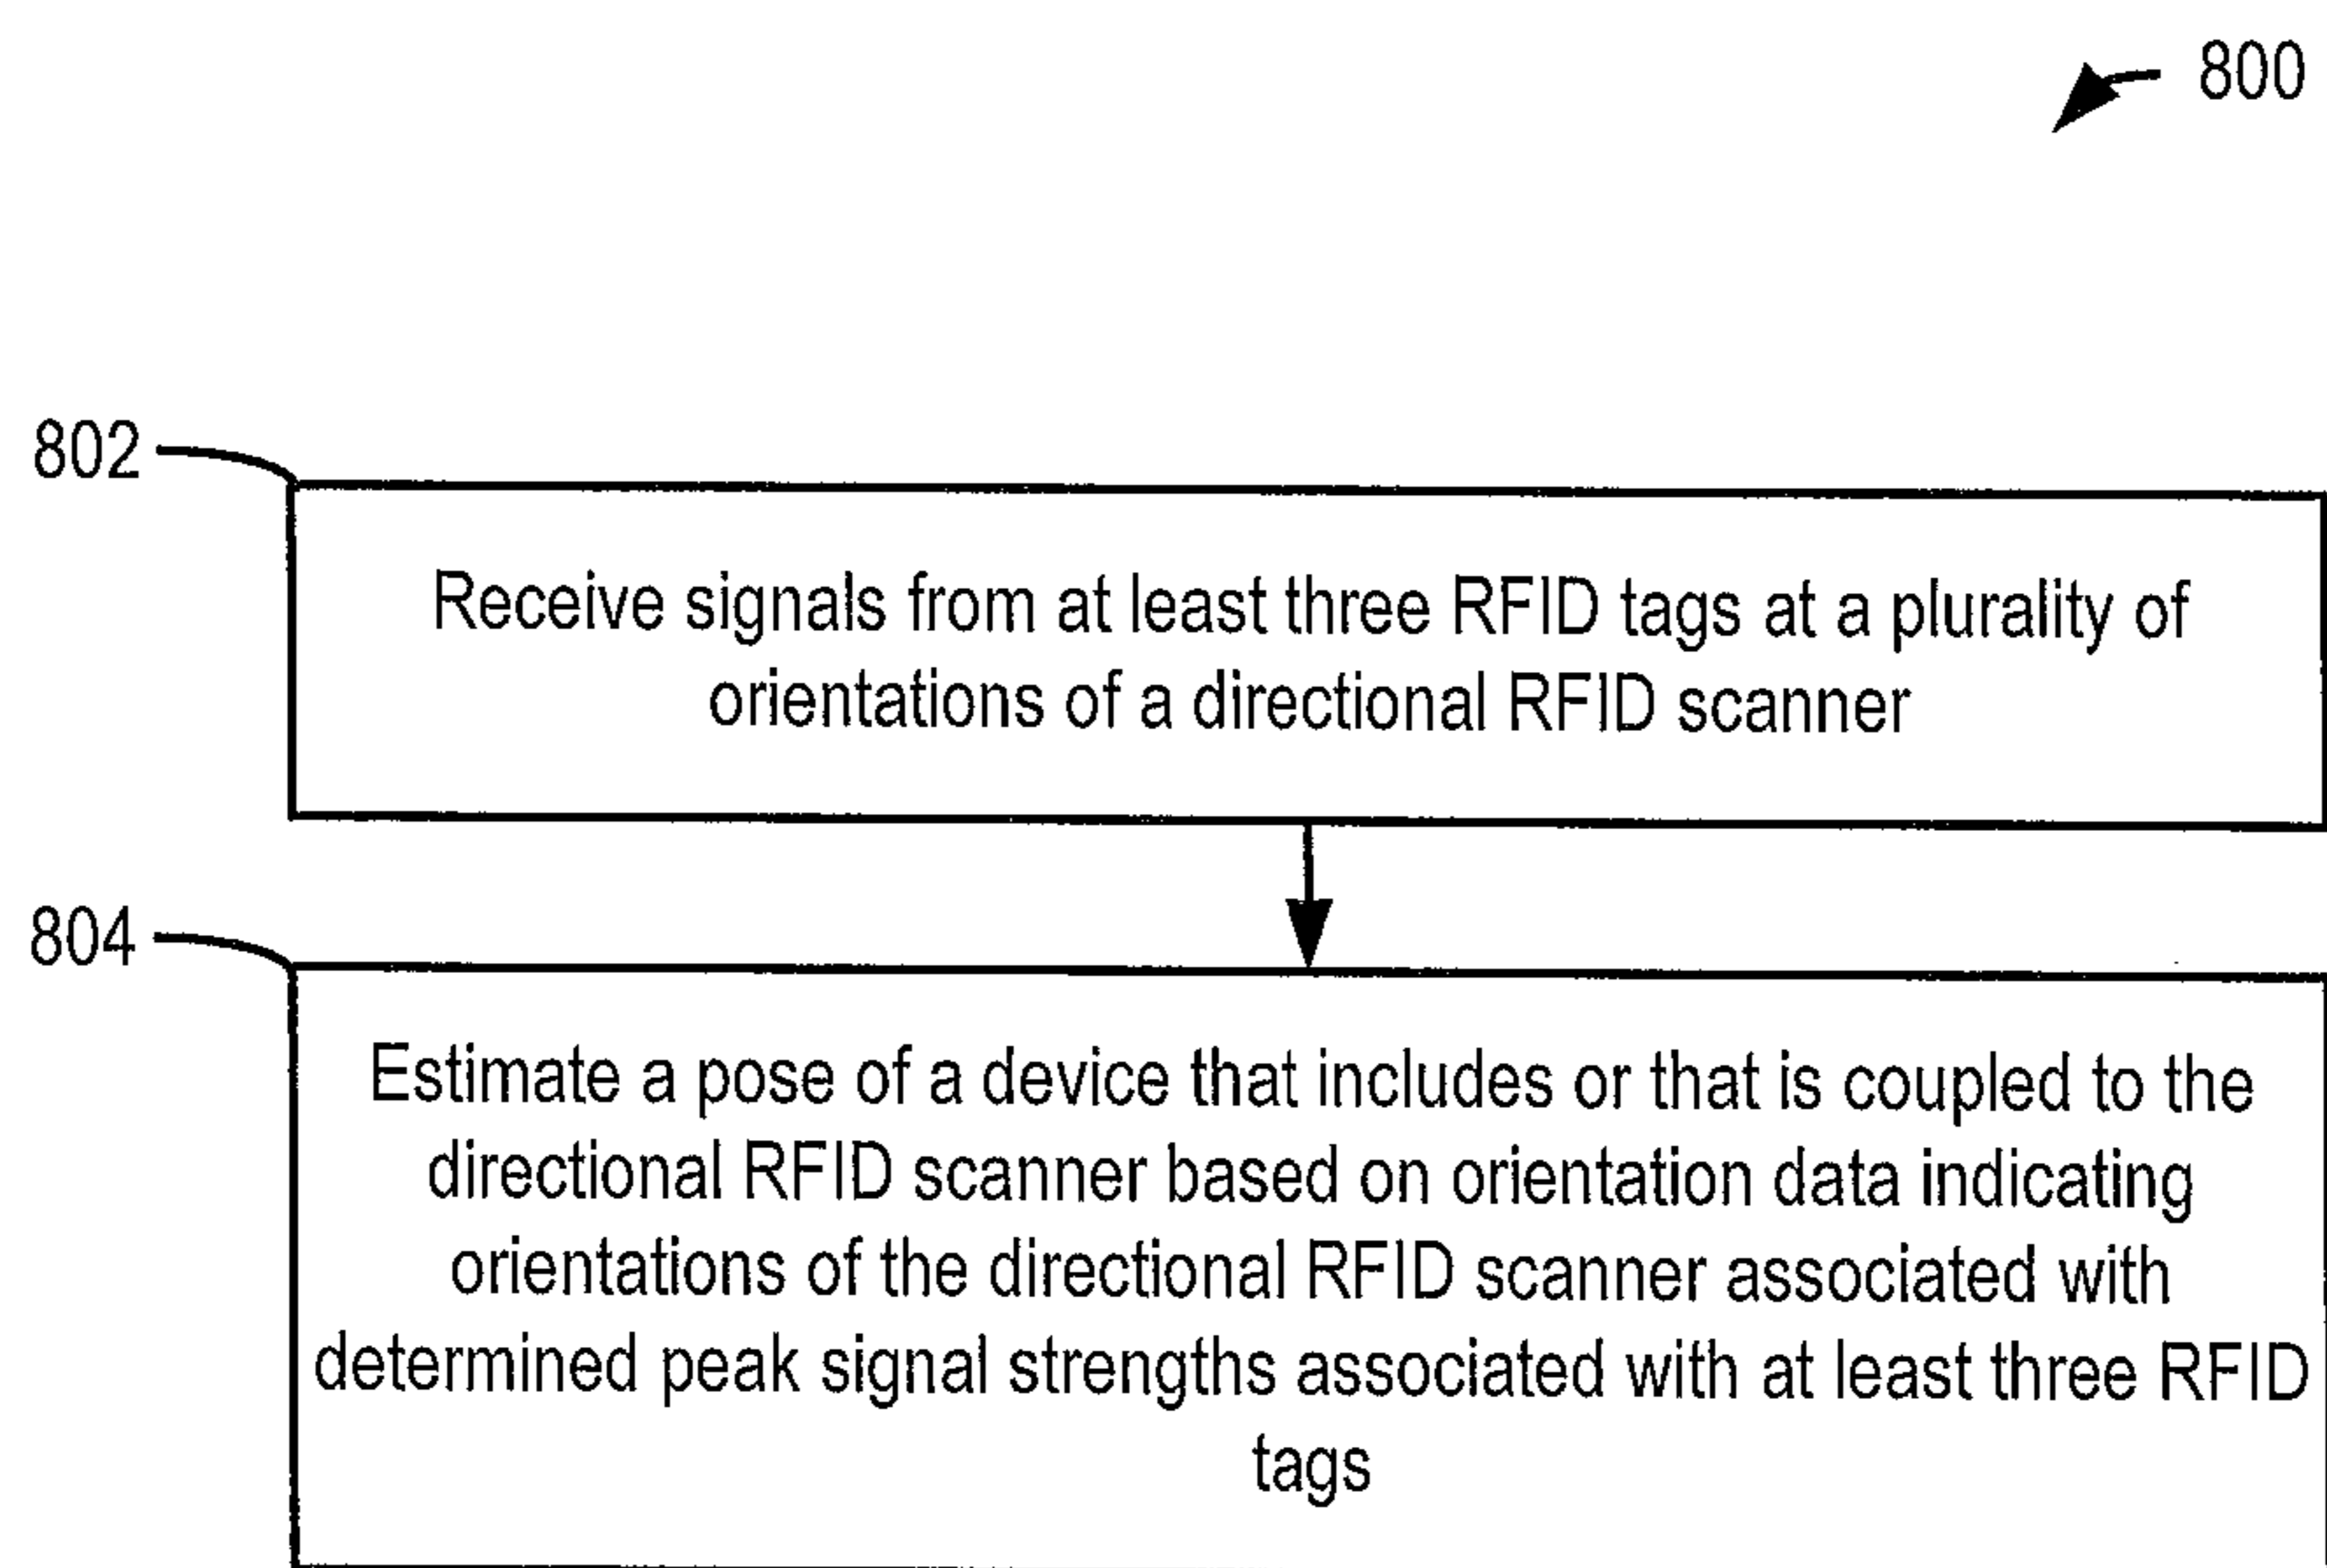 800
802
Receive signals from at least three RFID tags at a plurality of
orientations of a directional RFID scanner
804
Estimate a pose of a device that includes or that is coupled to the
directional RFID scanner based on orientation data indicating
orientations of the directional RFID scanner associated with
determined peak signal strengths associated with at least three RFID
tags